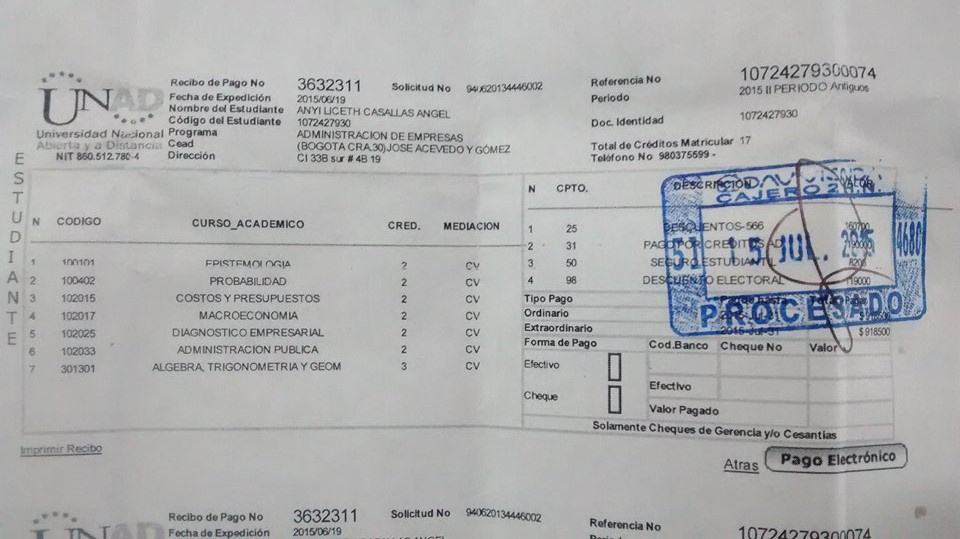 UNAD
Universidad Nacional
Abierta y a Distancia
NIT 860.512.780-4
Recibo de Pago No 3632311 Solicitud No 940620134446002
Fecha de Expedición 2015/06/19
Nombre del Estudiante ANYI LICETH CASALLAS ANGEL
Código del Estudiante 1072427930
Programa ADMINISTRACION DE EMPRESAS
Cead (BOGOTA CRA.30)JOSE ACEVEDO Y GÓMEZ
Dirección Cl 33B sur # 4B 19
Referencia No 10724279300074
Periodo 2015 II PERIODO Antiguos
Doc. Identidad 1072427930
Total de Créditos Matricular 17
Teléfono No 980375599 -
ESTUDIANTE
N CODIGO CURSO_ACADEMICO CRED. MEDIACION
1 100101 EPISTEMOLOGIA 2 CV
2 100402 PROBABILIDAD 2 CV
3 102015 COSTOS Y PRESUPUESTOS 2 CV
4 102017 MACROECONOMIA 2 CV
5 102025 DIAGNOSTICO EMPRESARIAL 2 CV
6 102033 ADMINISTRACION PUBLICA 2 CV
7 301301 ALGEBRA, TRIGONOMETRIA Y GEOM 3 CV
N CPTO. DESCRIPCION VALOR
1 25 DESCUENTOS-566
2 31 PAGO POR CREDITOS AD
3 50 SEGURO ESTUDIANTIL 8200
4 98 DESCUENTO ELECTORAL 119000
Tipo Pago
Ordinario
Extraordinario 2015-Jul-31 $ 918500
CAJERO 2
51 15 JUL. 2015 4680
PROCESADO
Forma de Pago Cod.Banco Cheque No Valor
Efectivo
Cheque
Efectivo
Valor Pagado
Solamente Cheques de Gerencia y/o Cesantías
Imprimir Recibo
Atras Pago Electrónico
UNAD
Recibo de Pago No 3632311 Solicitud No 940620134446002
Fecha de Expedición 2015/06/19
Referencia No
10724279300074